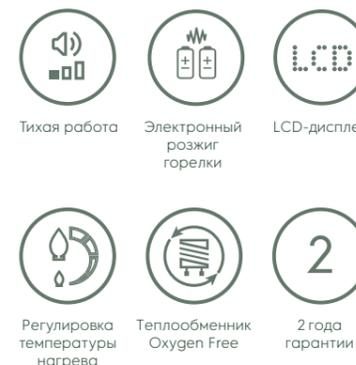 LCD
Тихая работа
Электронный
розжиг
горелки
LCD-диспле
2
Регулировка
температуры
нагрева
Теплообменник
Oxygen Free
2 года
гарантии